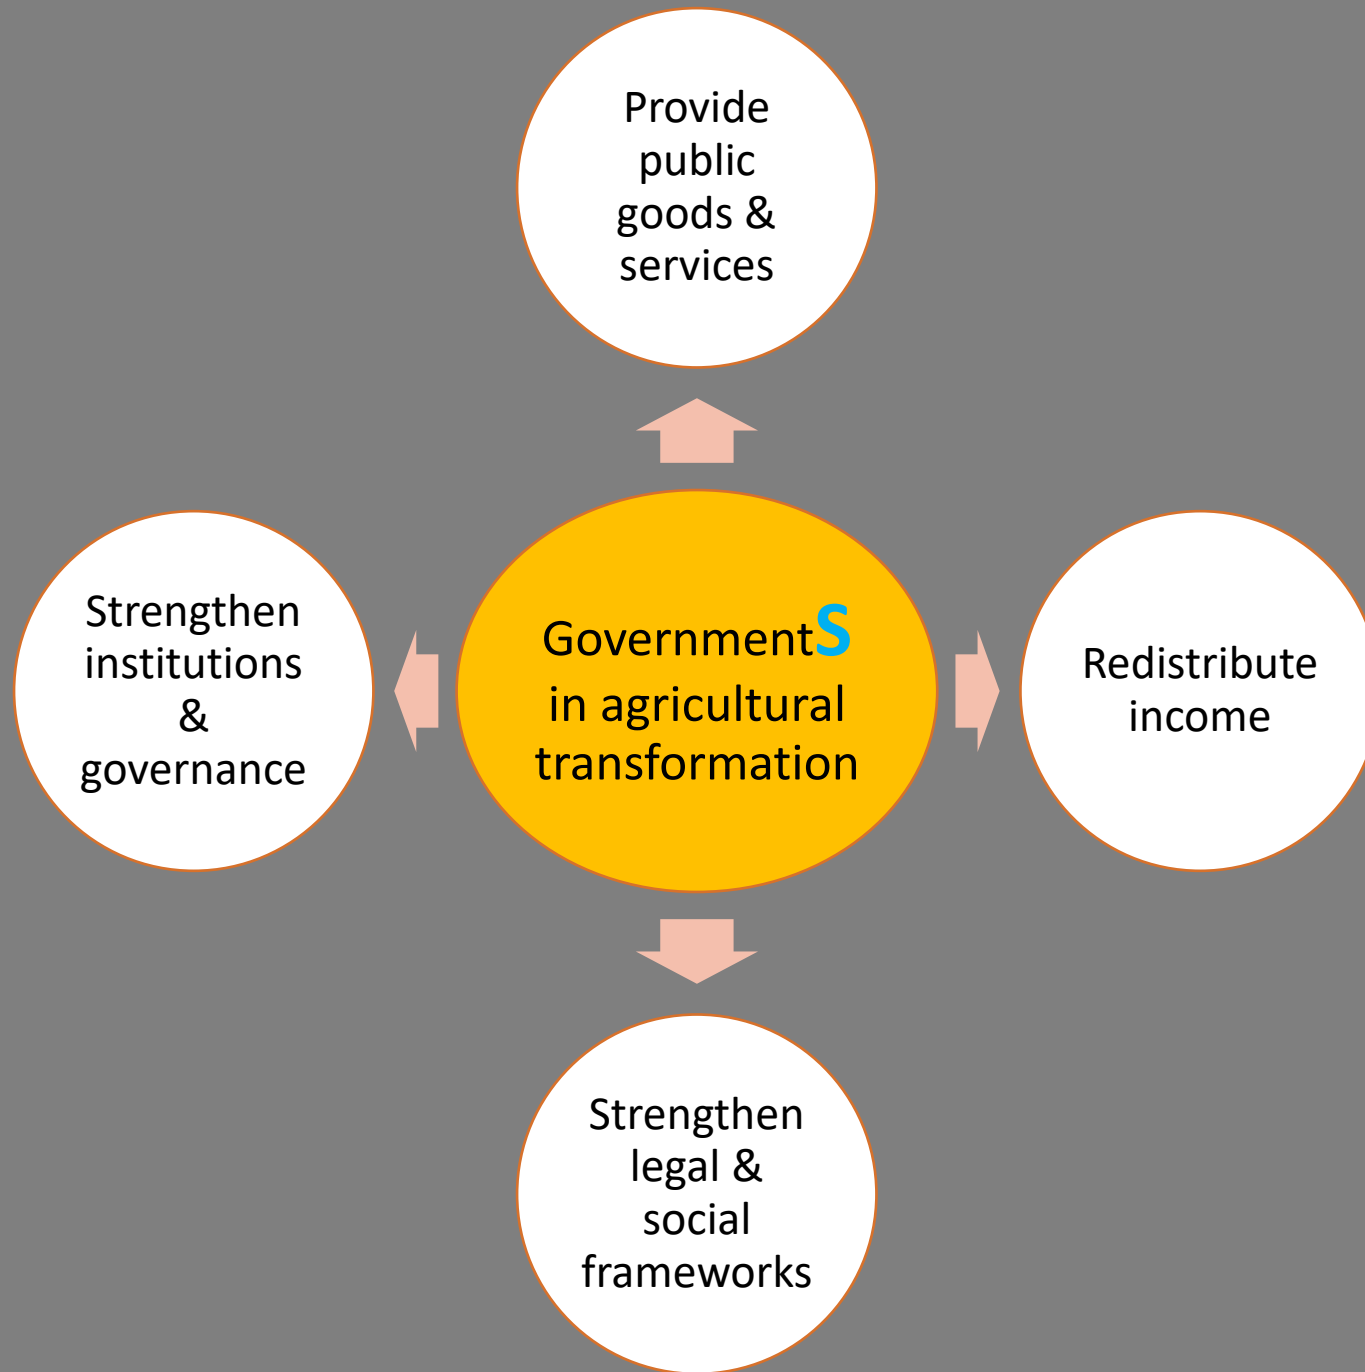 Provide
public
goods &
services
Strengthen
institutions
&
governance
GovernmentS
in agricultural
transformation
Redistribute
income
Strengthen
legal &
social
frameworks